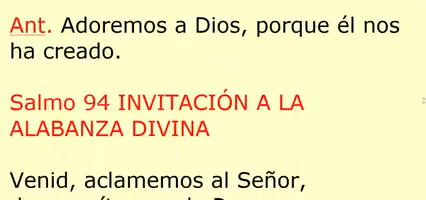 Ant. Adoremos a Dios, porque él nos
ha creado.
Salmo 94 INVITACIÓN A LA
ALABANZA DIVINA
Venid, aclamemos al Señor,